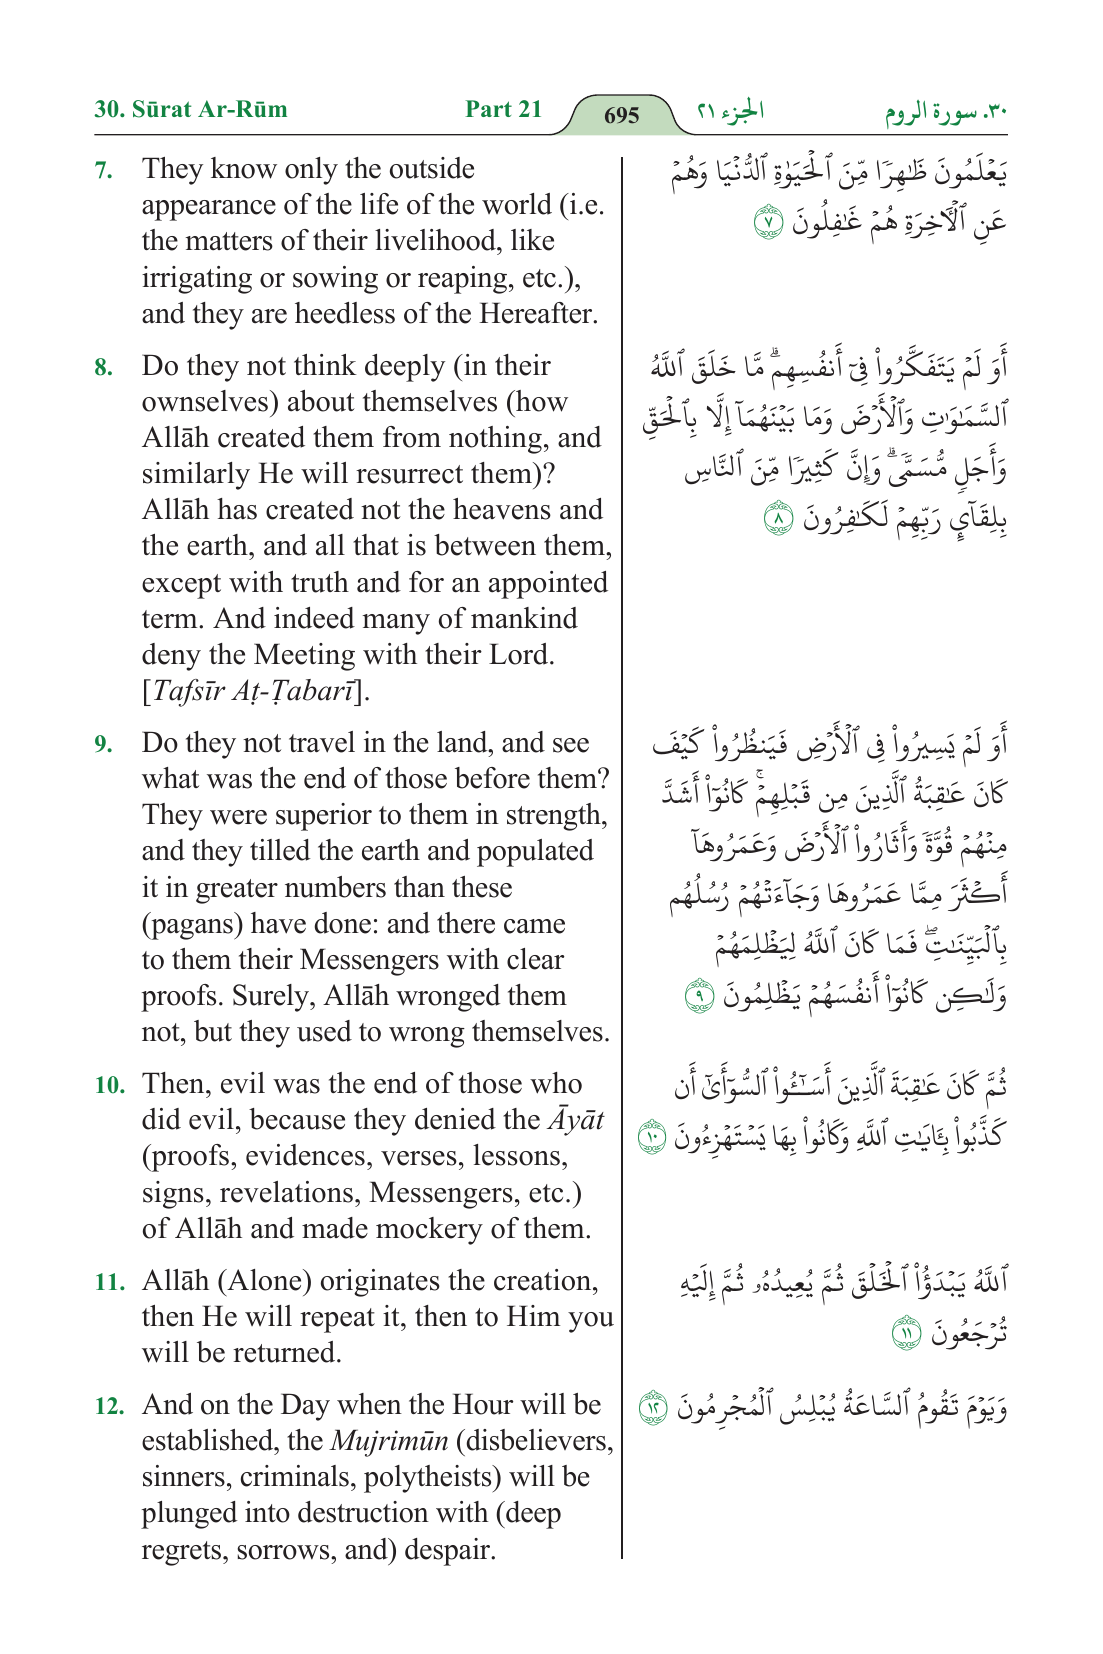 30. Sūrat Ar-Rūm
Part 21
695
الجزء ٢١
٣٠. سورة الروم
7. They know only the outside
appearance of the life of the world (i.e.
the matters of their livelihood, like
irrigating or sowing or reaping, etc.),
and they are heedless of the Hereafter.
يَعْلَمُونَ ظَٰهِرًا مِّنَ ٱلْحَيَوٰةِ ٱلدُّنْيَا وَهُمْ
عَنِ ٱلْءَاخِرَةِ هُمْ غَٰفِلُونَ ٧
8. Do they not think deeply (in their
ownselves) about themselves (how
Allāh created them from nothing, and
similarly He will resurrect them)?
Allāh has created not the heavens and
the earth, and all that is between them,
except with truth and for an appointed
term. And indeed many of mankind
deny the Meeting with their Lord.
[Tafsīr Aṭ-Ṭabarī].
أَوَ لَمْ يَتَفَكَّرُوا۟ فِىٓ أَنفُسِهِم ۗ مَّا خَلَقَ ٱللَّهُ
ٱلسَّمَٰوَٰتِ وَٱلْأَرْضَ وَمَا بَيْنَهُمَآ إِلَّا بِٱلْحَقِّ
وَأَجَلٍ مُّسَمًّى ۗ وَإِنَّ كَثِيرًا مِّنَ ٱلنَّاسِ
بِلِقَآئِ رَبِّهِمْ لَكَٰفِرُونَ ٨
9. Do they not travel in the land, and see
what was the end of those before them?
They were superior to them in strength,
and they tilled the earth and populated
it in greater numbers than these
(pagans) have done: and there came
to them their Messengers with clear
proofs. Surely, Allāh wronged them
not, but they used to wrong themselves.
أَوَ لَمْ يَسِيرُوا۟ فِى ٱلْأَرْضِ فَيَنظُرُوا۟ كَيْفَ
كَانَ عَٰقِبَةُ ٱلَّذِينَ مِن قَبْلِهِمْ ۚ كَانُوٓا۟ أَشَدَّ
مِنْهُمْ قُوَّةً وَأَثَارُوا۟ ٱلْأَرْضَ وَعَمَرُوهَآ
أَكْثَرَ مِمَّا عَمَرُوهَا وَجَآءَتْهُمْ رُسُلُهُم
بِٱلْبَيِّنَٰتِ ۖ فَمَا كَانَ ٱللَّهُ لِيَظْلِمَهُمْ
وَلَٰكِن كَانُوٓا۟ أَنفُسَهُمْ يَظْلِمُونَ ٩
10. Then, evil was the end of those who
did evil, because they denied the Āyāt
(proofs, evidences, verses, lessons,
signs, revelations, Messengers, etc.)
of Allāh and made mockery of them.
ثُمَّ كَانَ عَٰقِبَةَ ٱلَّذِينَ أَسَٰٓـُٔوا۟ ٱلسُّوٓأَىٰٓ أَن
كَذَّبُوا۟ بِـَٔايَٰتِ ٱللَّهِ وَكَانُوا۟ بِهَا يَسْتَهْزِءُونَ ١٠
11. Allāh (Alone) originates the creation,
then He will repeat it, then to Him you
will be returned.
ٱللَّهُ يَبْدَؤُا۟ ٱلْخَلْقَ ثُمَّ يُعِيدُهُۥ ثُمَّ إِلَيْهِ
تُرْجَعُونَ ١١
12. And on the Day when the Hour will be
established, the Mujrimūn (disbelievers,
sinners, criminals, polytheists) will be
plunged into destruction with (deep
regrets, sorrows, and) despair.
وَيَوْمَ تَقُومُ ٱلسَّاعَةُ يُبْلِسُ ٱلْمُجْرِمُونَ ١٢